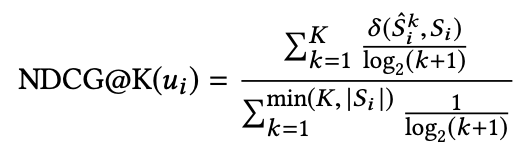 NDCG@K(uᵢ) = \frac{\sum_{k=1}^{K} \frac{\delta(\hat{S}_i^k, S_i)}{\log_2(k+1)}}{\sum_{k=1}^{\min(K, |S_i|)} \frac{1}{\log_2(k+1)}}